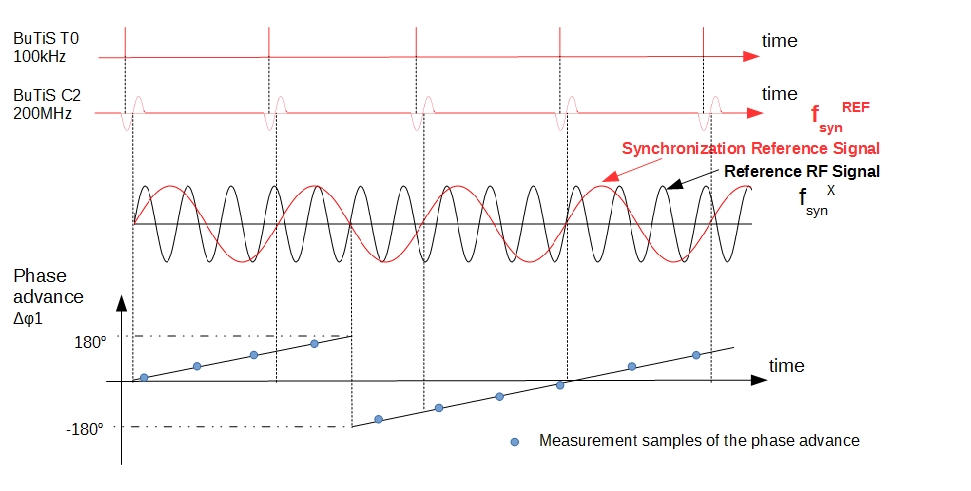 BuTiS T0
100kHz
time
BuTiS C2
200MHz
time
f syn REF
Synchronization Reference Signal
Reference RF Signal
f syn X
Phase
advance
Δφ1
180°
time
-180°
Measurement samples of the phase advance